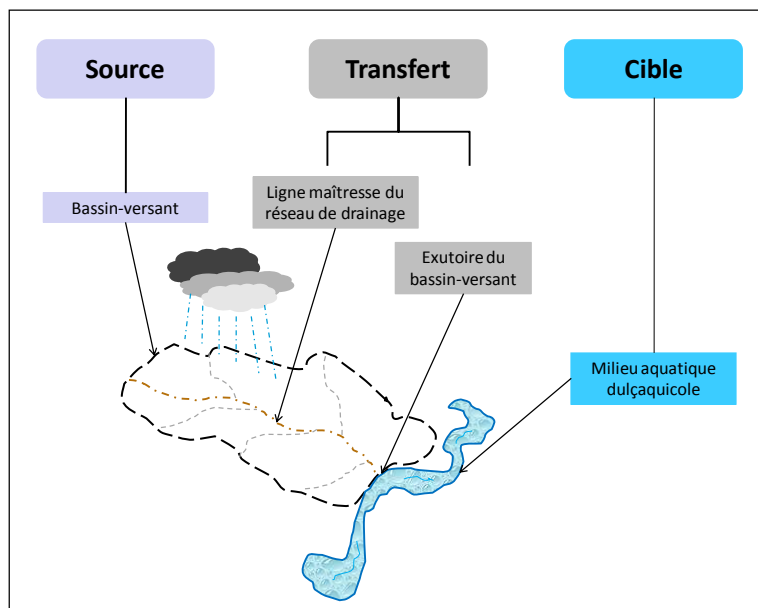 Source
Transfert
Cible
Bassin-versant
Ligne maîtresse du
réseau de drainage
Exutoire du
bassin-versant
Milieu aquatique
dulçaquicole